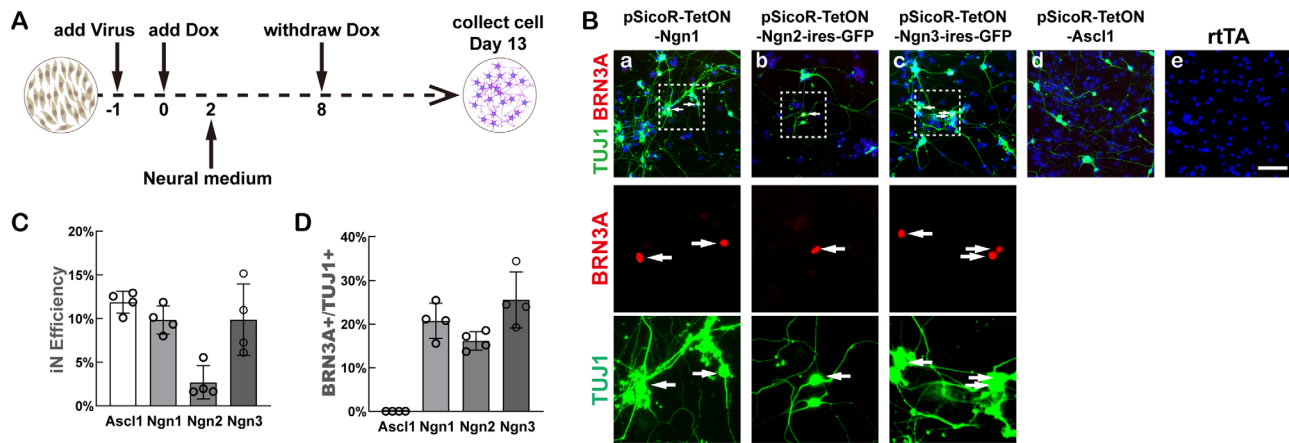 A
add Virus
add Dox
withdraw Dox
collect cell
Day 13
-1
0
2
8
Neural medium
B
pSicoR-TetON
-Ngn1
pSicoR-TetON
-Ngn2-ires-GFP
pSicoR-TetON
-Ngn3-ires-GFP
pSicoR-TetON
-Ascl1
rtTA
TUJ1 BRN3A
a
b
c
d
e
BRN3A
TUJ1
C
iN Efficiency
20%
15%
10%
5%
0%
Ascl1 Ngn1 Ngn2 Ngn3
D
BRN3A+/TUJ1+
40%
30%
20%
10%
0%
Ascl1 Ngn1 Ngn2 Ngn3